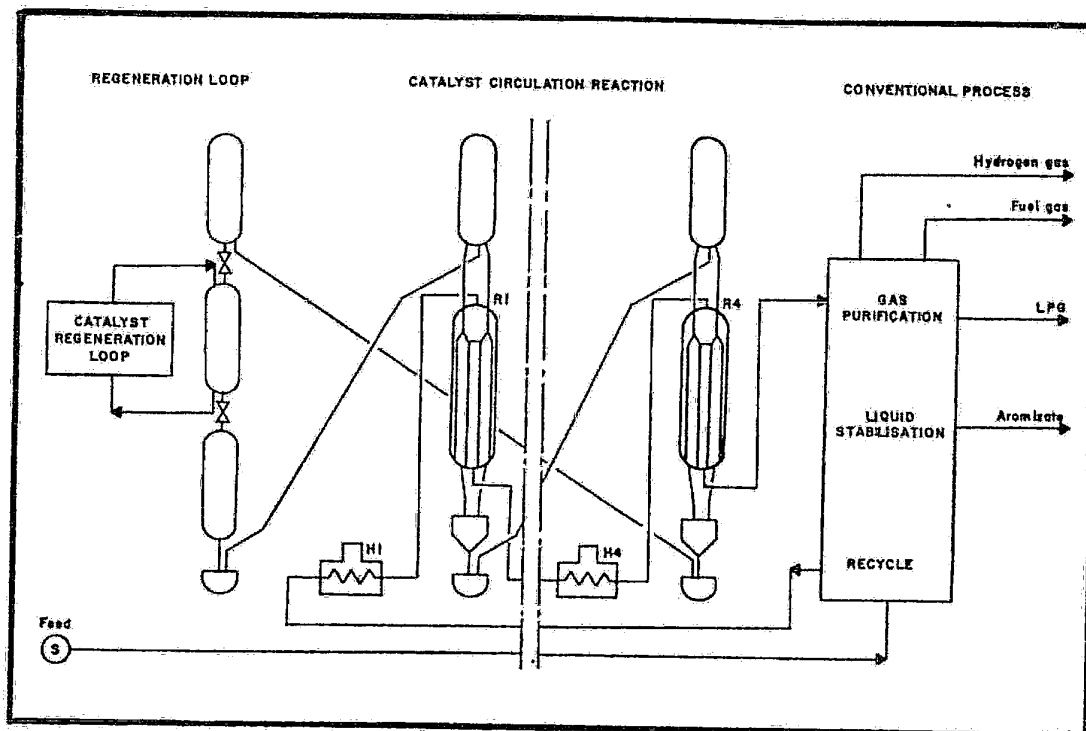 REGENERATION LOOP
CATALYST CIRCULATION REACTION
CONVENTIONAL PROCESS
Hydrogen gas
Fuel gas
R1
R4
GAS
PURIFICATION
LPG
CATALYST
REGENERATION
LOOP
LIQUID
STABILISATION
Aromizate
H1
H4
RECYCLE
Feed
S